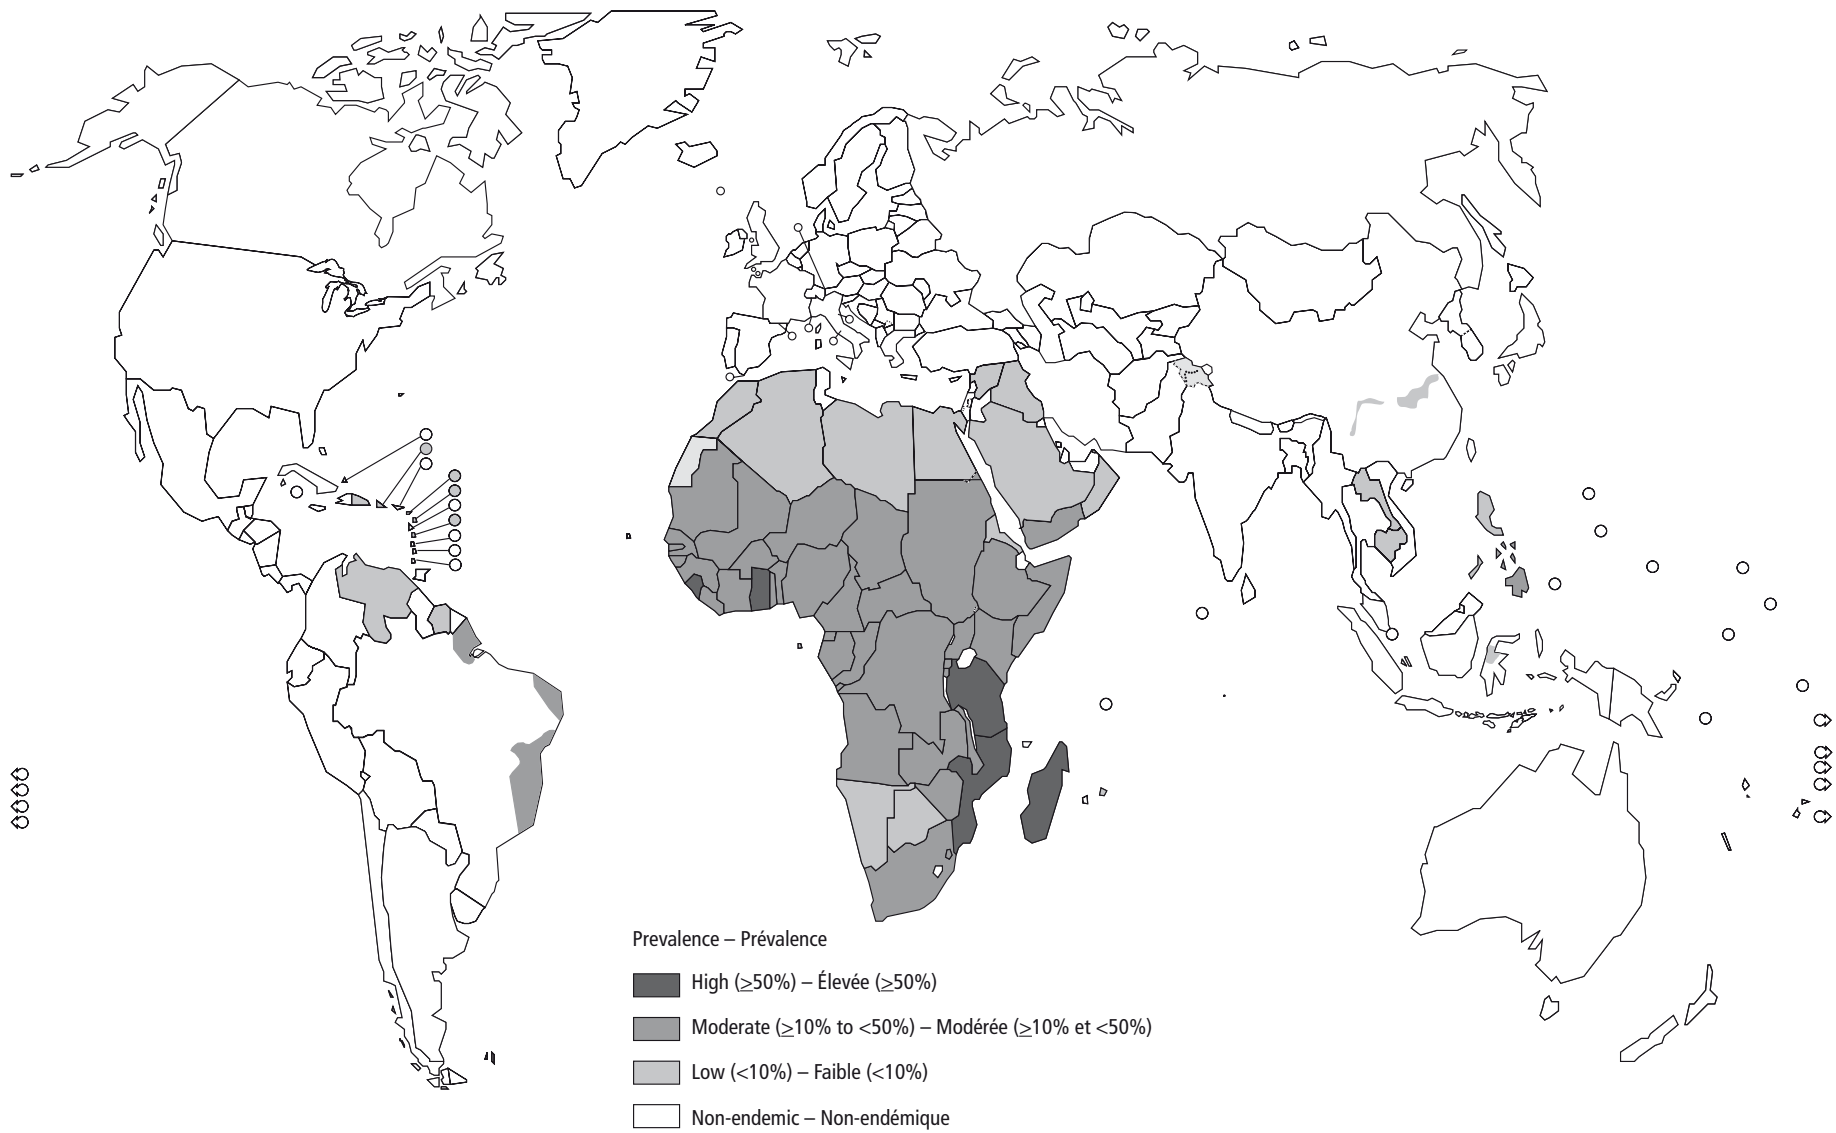 Prevalence – Prévalence
High (≥50%) – Élevée (≥50%)
Moderate (≥10% to <50%) – Modérée (≥10% et <50%)
Low (<10%) – Faible (<10%)
Non-endemic – Non-endémique